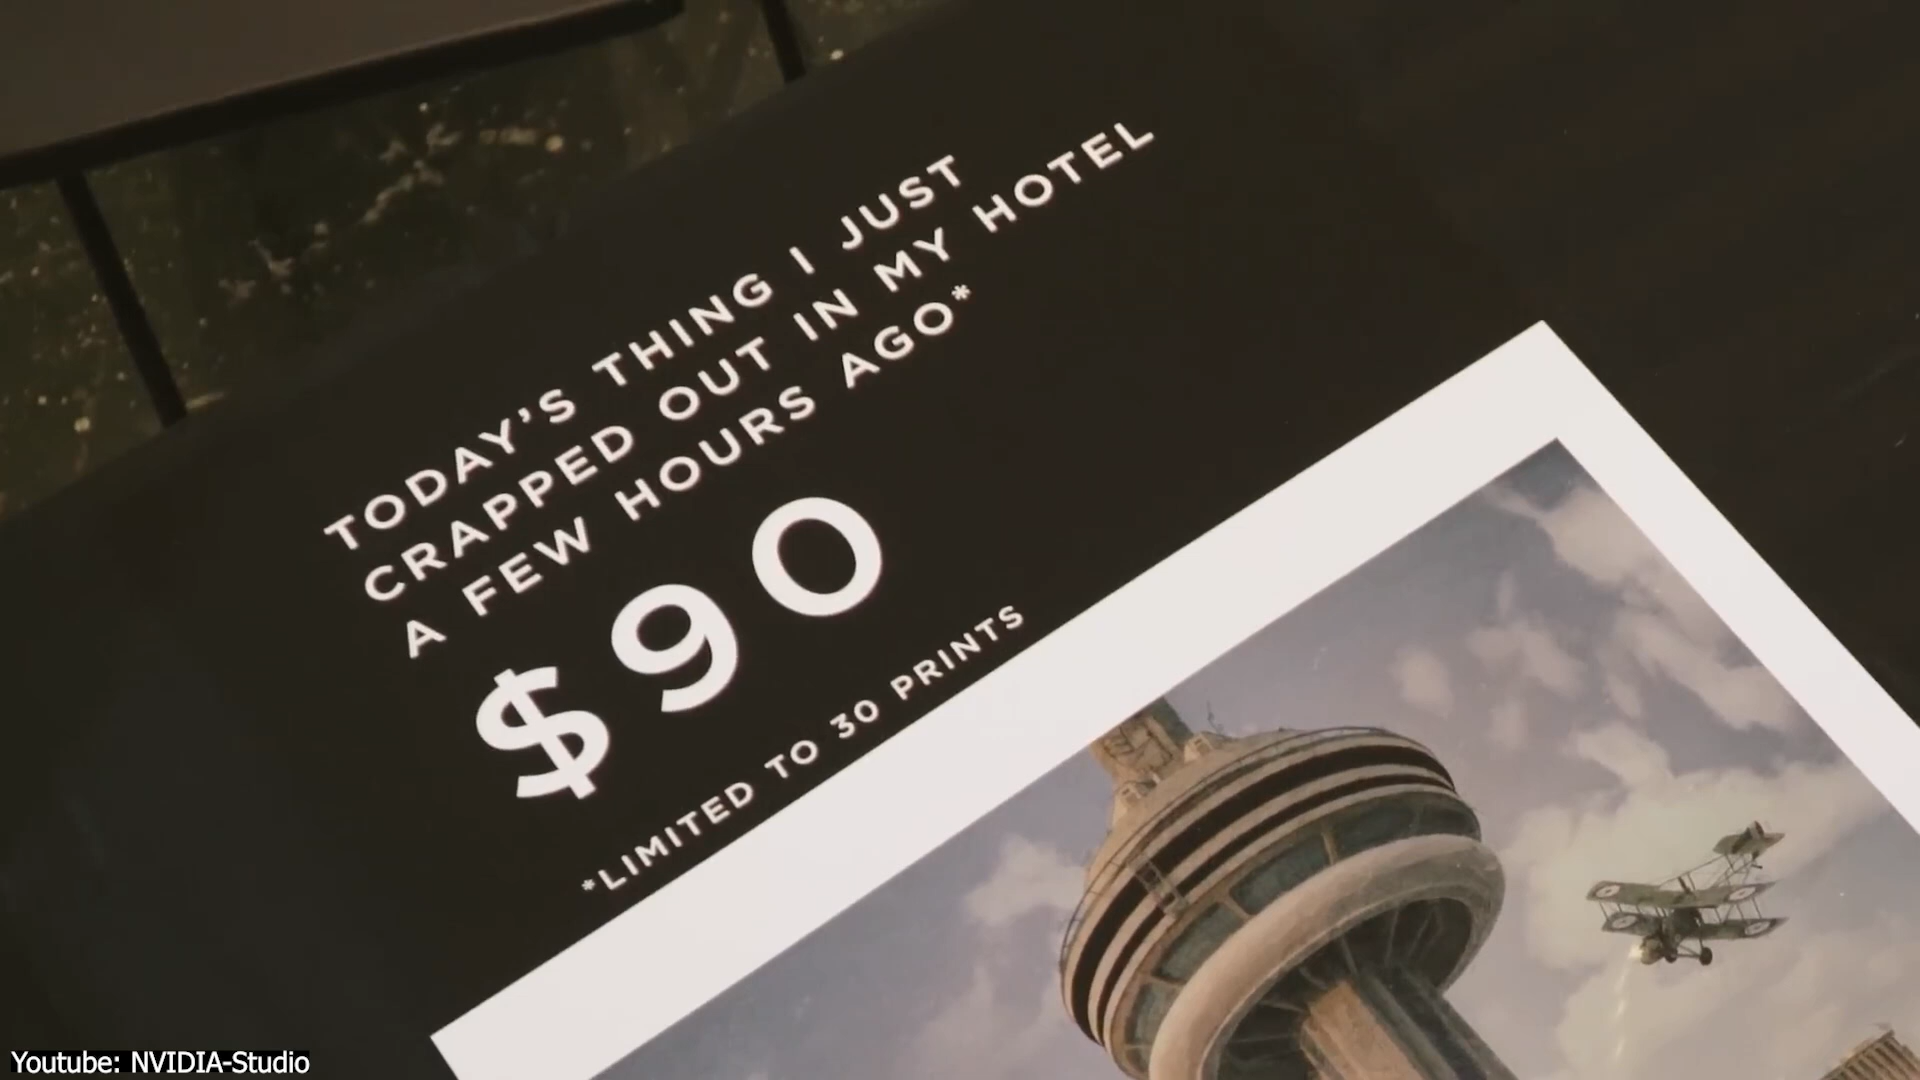 TODAY'S THING I JUST
CRAPPED OUT IN MY HOTEL
A FEW HOURS AGO*
$90
*LIMITED TO 30 PRINTS
Youtube: NVIDIA-Studio